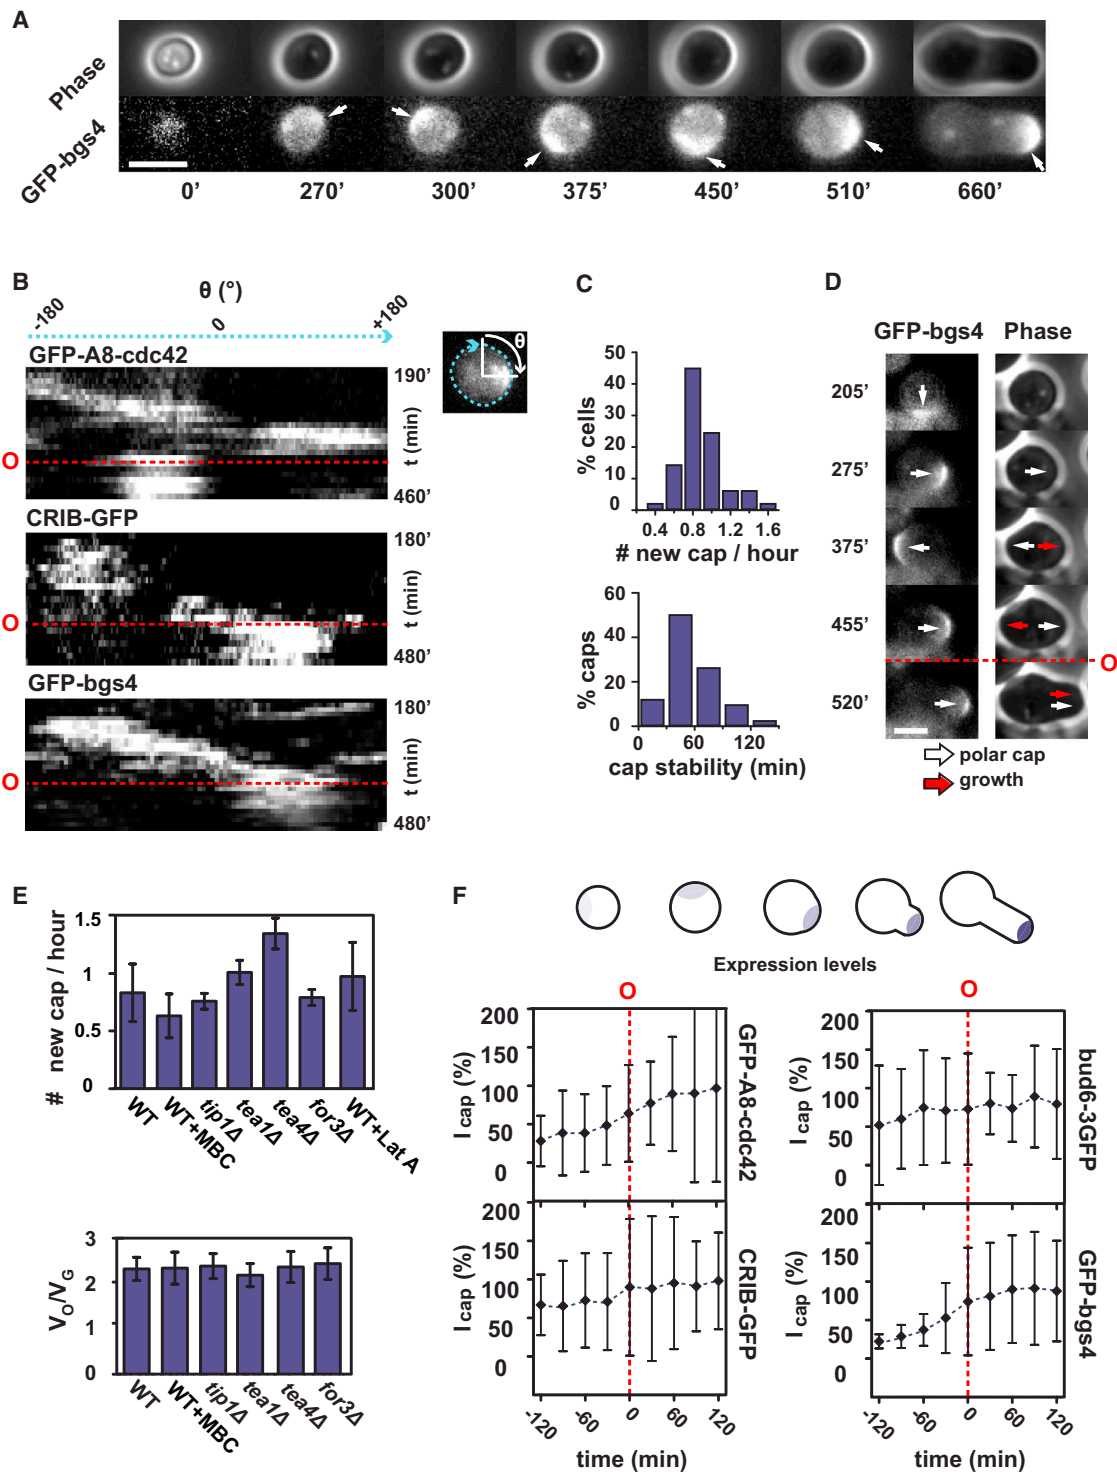 A
Phase
GFP-bgs4
0’ 270’ 300’ 375’ 450’ 510’ 660’
B
θ (°)
-180 0 +180
θ
GFP-A8-cdc42
190’
t (min)
O
460’
CRIB-GFP
180’
t (min)
O
480’
GFP-bgs4
180’
t (min)
O
480’
C
% cells
50
40
30
20
10
0
0.4 0.8 1.2 1.6
# new cap / hour
% caps
60
40
20
0
0 60 140
cap stability (min)
D
GFP-bgs4 Phase
205’
275’
375’
455’
O
520’
polar cap
growth
E
# new cap / hour
1.5
1
0.5
0
WT
WT+MBC
tip1Δ
tea1Δ
tea4Δ
for3Δ
WT+Lat A
V_O/V_G
3
2
1
0
WT
WT+MBC
tip1Δ
tea1Δ
tea4Δ
for3Δ
F
Expression levels
O O
I cap (%)
200
150
100
50
0
GFP-A8-cdc42
I cap (%)
200
150
100
50
0
bud6-3GFP
I cap (%)
200
150
100
50
0
CRIB-GFP
I cap (%)
200
150
100
50
0
GFP-bgs4
-120 -60 0 60 120
time (min)
-120 -60 0 60 120
time (min)